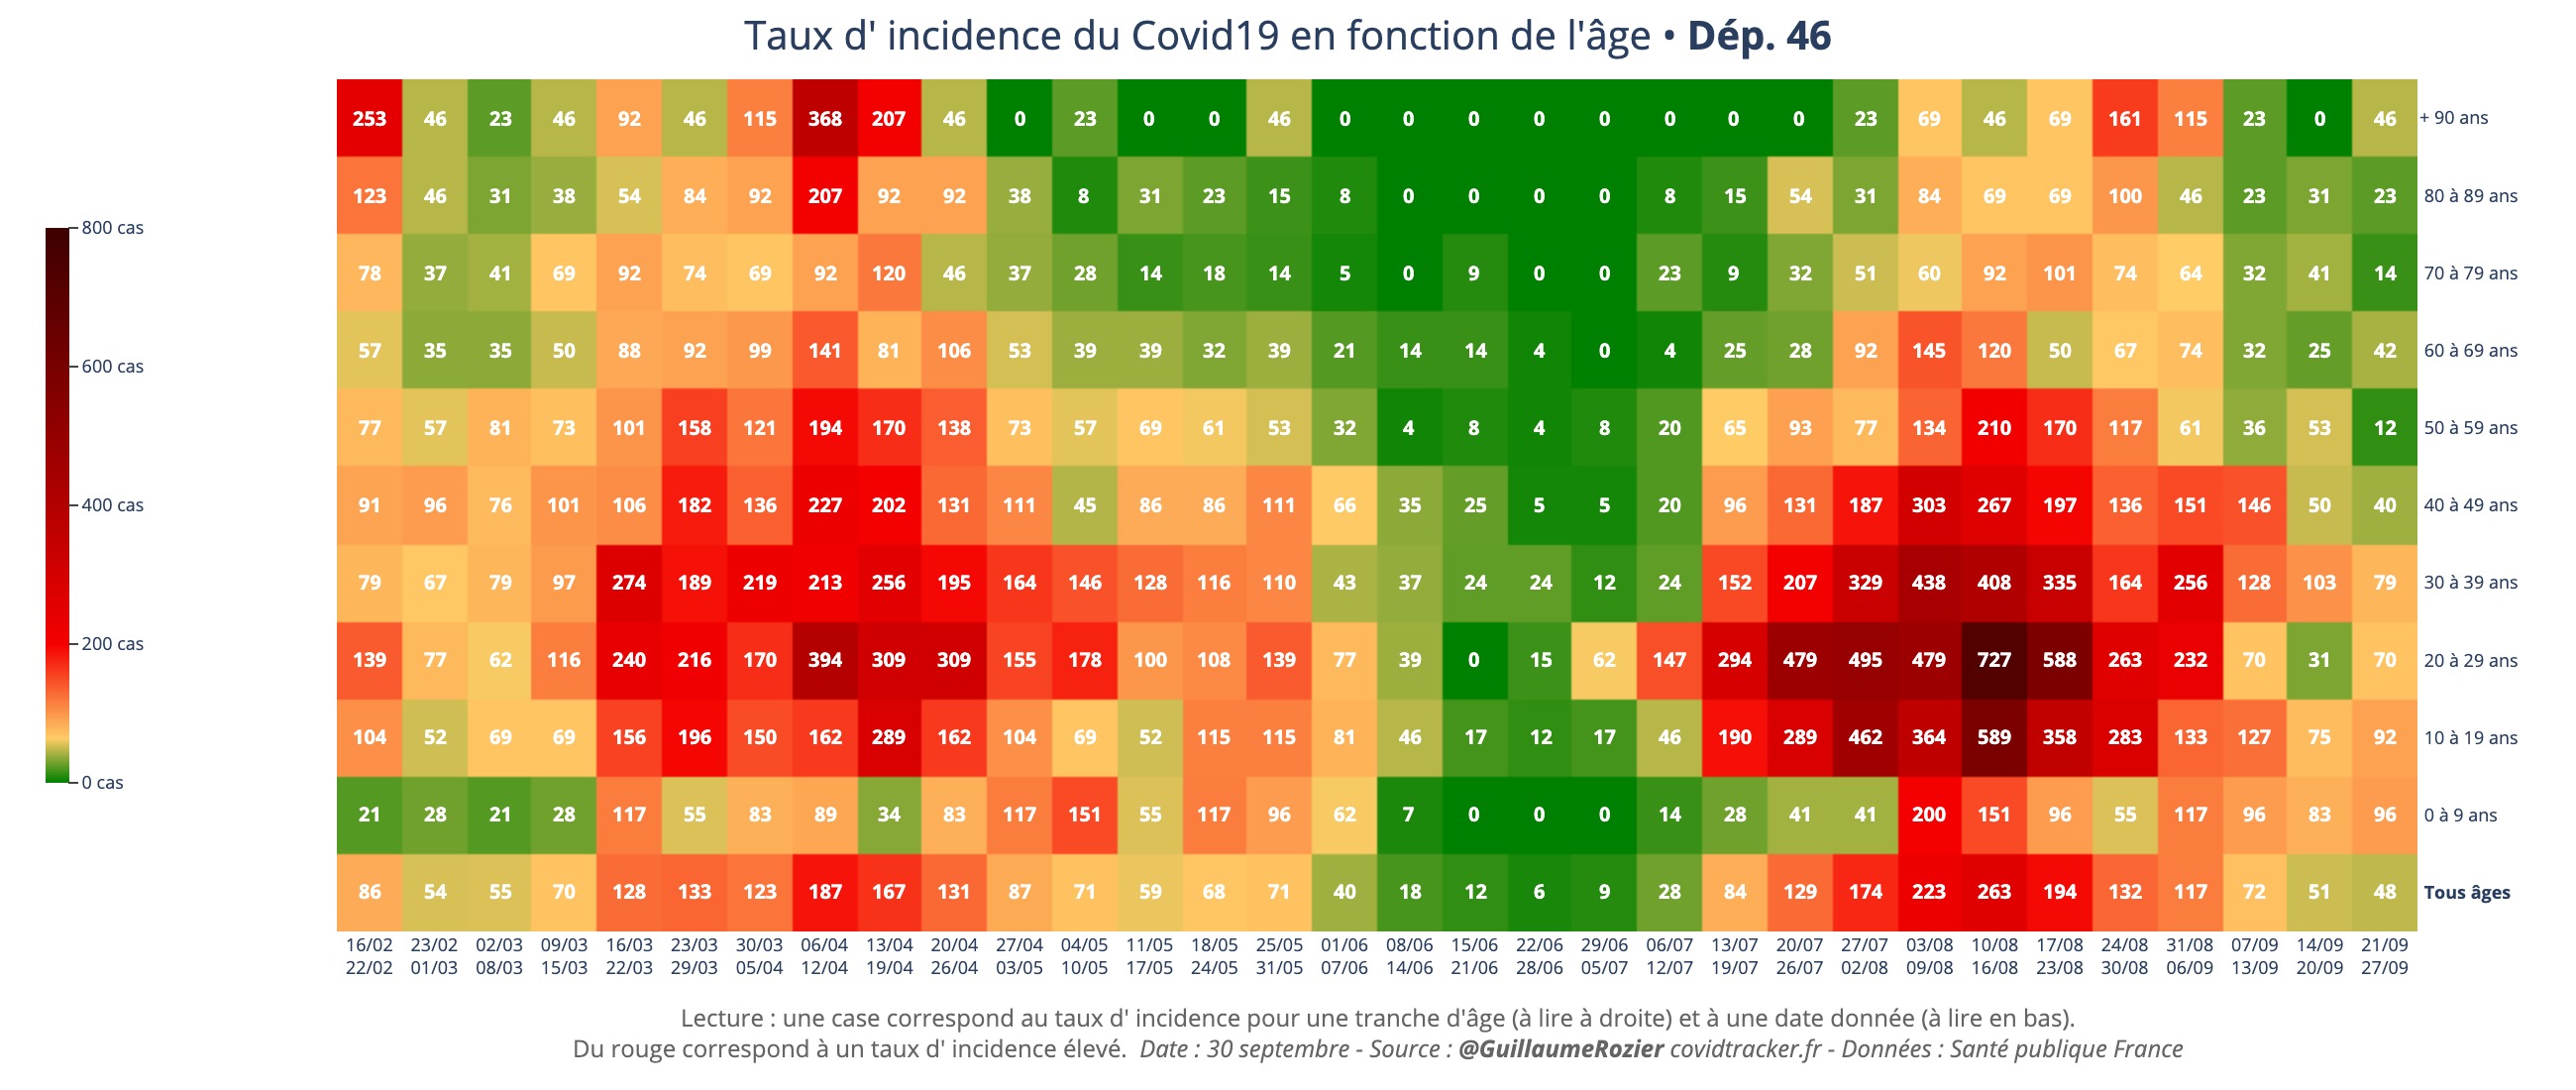 Taux d' incidence du Covid19 en fonction de l'âge • Dép. 46
800 cas
600 cas
400 cas
200 cas
0 cas
253 46 23 46 92 46 115 368 207 46 0 23 0 0 46 0 0 0 0 0 0 0 0 23 69 46 69 161 115 23 0 46 + 90 ans
123 46 31 38 54 84 92 207 92 92 38 8 31 23 15 8 0 0 0 0 8 15 54 31 84 69 69 100 46 23 31 23 80 à 89 ans
78 37 41 69 92 74 69 92 120 46 37 28 14 18 14 5 0 9 0 0 23 9 32 51 60 92 101 74 64 32 41 14 70 à 79 ans
57 35 35 50 88 92 99 141 81 106 53 39 39 32 39 21 14 14 4 0 4 25 28 92 145 120 50 67 74 32 25 42 60 à 69 ans
77 57 81 73 101 158 121 194 170 138 73 57 69 61 53 32 4 8 4 8 20 65 93 77 134 210 170 117 61 36 53 12 50 à 59 ans
91 96 76 101 106 182 136 227 202 131 111 45 86 86 111 66 35 25 5 5 20 96 131 187 303 267 197 136 151 146 50 40 40 à 49 ans
79 67 79 97 274 189 219 213 256 195 164 146 128 116 110 43 37 24 24 12 24 152 207 329 438 408 335 164 256 128 103 79 30 à 39 ans
139 77 62 116 240 216 170 394 309 309 155 178 100 108 139 77 39 0 15 62 147 294 479 495 479 727 588 263 232 70 31 70 20 à 29 ans
104 52 69 69 156 196 150 162 289 162 104 69 52 115 115 81 46 17 12 17 46 190 289 462 364 589 358 283 133 127 75 92 10 à 19 ans
21 28 21 28 117 55 83 89 34 83 117 151 55 117 96 62 7 0 0 0 14 28 41 41 200 151 96 55 117 96 83 96 0 à 9 ans
86 54 55 70 128 133 123 187 167 131 87 71 59 68 71 40 18 12 6 9 28 84 129 174 223 263 194 132 117 72 51 48 Tous âges
16/02 23/02 02/03 09/03 16/03 23/03 30/03 06/04 13/04 20/04 27/04 04/05 11/05 18/05 25/05 01/06 08/06 15/06 22/06 29/06 06/07 13/07 20/07 27/07 03/08 10/08 17/08 24/08 31/08 07/09 14/09 21/09
22/02 01/03 08/03 15/03 22/03 29/03 05/04 12/04 19/04 26/04 03/05 10/05 17/05 24/05 31/05 07/06 14/06 21/06 28/06 05/07 12/07 19/07 26/07 02/08 09/08 16/08 23/08 30/08 06/09 13/09 20/09 27/09
Lecture : une case correspond au taux d' incidence pour une tranche d'âge (à lire à droite) et à une date donnée (à lire en bas).
Du rouge correspond à un taux d' incidence élevé. Date : 30 septembre - Source : @GuillaumeRozier covidtracker.fr - Données : Santé publique France